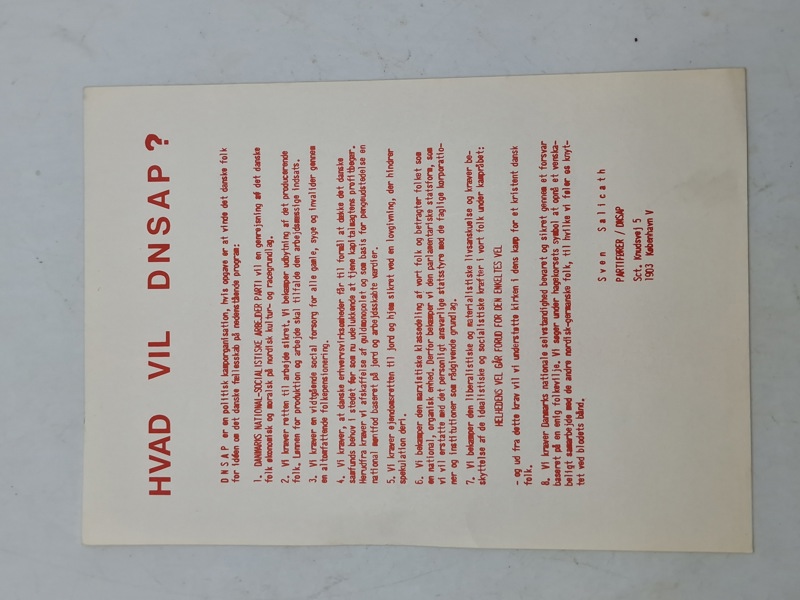 HVAD VIL DNSAP?
D N S A P er en politisk kamporganisation, hvis opgave er at vinde det danske folk
for idéen om det danske fællesskab på nedenstående program:
1. DANMARKS NATIONAL-SOCIALISTISKE ARBEJDER PARTI vil en genrejsning af det danske
folk økonomisk og moralsk på nordisk kultur- og racegrundlag.
2. Vi kræver retten til arbejde sikret. Vi bekæmper udbytning af det producerende
folk. Lønnen for produktion og arbejde skal tilfalde den arbejdsmæssige indsats.
3. Vi kræver en vidtgående social forsorg for alle gamle, syge og invalider gennem
en altomfattende folkepensionering.
4. Vi kræver, at danske erhvervsvirksomheder får til formål at dække det danske
samfunds behov i stedet for som nu udelukkende at tjene kapitalmagtens profitbegær.
Herudfra kræver vi afskaffelse af guldmonopolet og som basis for pengeudstedelse en
national møntfod baseret på jord og arbejdsskabte værdier.
5. Vi kræver ejendomsretten til jord og hjem sikret ved en lovgivning, der hindrer
spekulation deri.
6. Vi bekæmper den marxistiske klassedeling af vort folk og betragter folket som
en national, organisk enhed. Derfor bekæmper vi den parlamentariske statsform, som
vi vil erstatte med det personligt ansvarlige statsstyre med de faglige korporatio-
ner og institutioner som rådgivende grundlag.
7. Vi bekæmper den liberalistiske og materialistiske livsanskuelse og kræver be-
skyttelse af de idealistiske og socialistiske kræfter i vort folk under kampråbet:
HELHEDENS VEL GÅR FORUD FOR DEN ENKELTES VEL
- og ud fra dette krav vil vi understøtte kirken i dens kamp for et kristent dansk
folk.
8. Vi kræver Danmarks nationale selvstændighed bevaret og sikret gennem et forsvar
baseret på en enig folkevilje. Vi søger under hagekorsets symbol at opnå et venska-
beligt samarbejde med de andre nordisk-germanske folk, til hvilke vi føler os knyt-
tet ved blodets bånd.
Sven Salicath
PARTIFØRER / DNSAP
Sct. Knudsvej 5
1903 København V